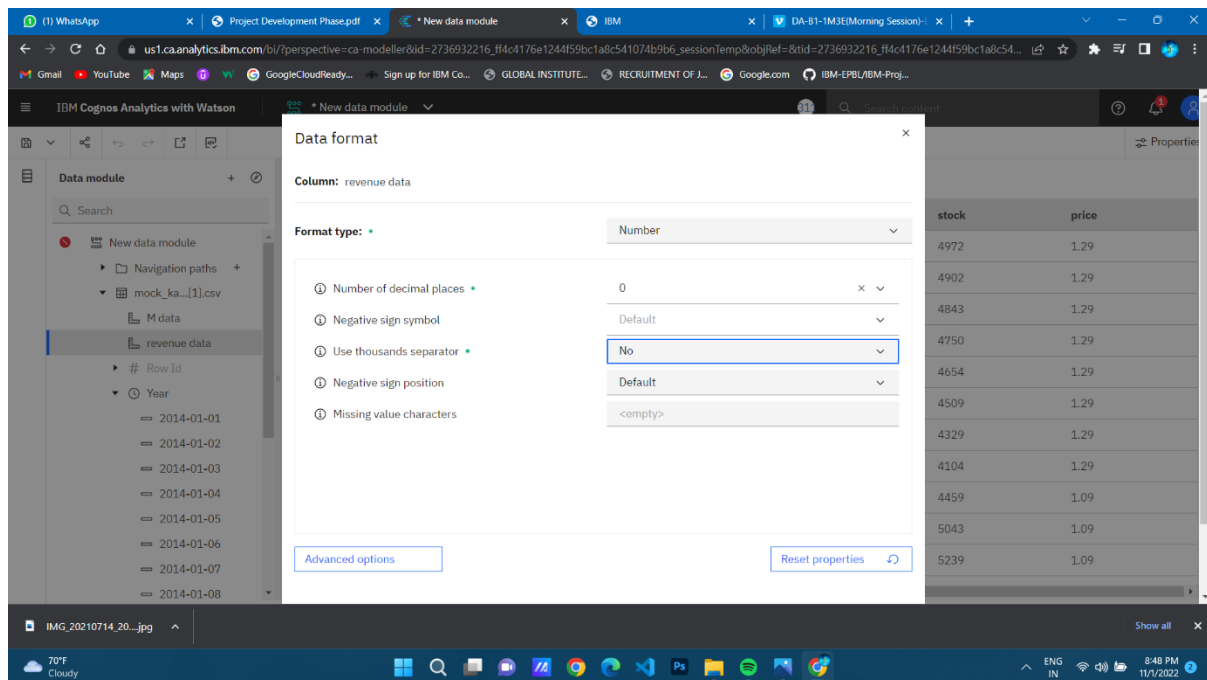 (1) WhatsApp
Project Development Phase.pdf
* New data module
IBM
DA-B1-1M3E(Morning Session)-
us1.ca.analytics.ibm.com/bi/?perspective=ca-modeller&id=2736932216_ff4c4176e1244f59bc1a8c541074b9b6_sessionTemp&objRef=&tid=2736932216_ff4c4176e1244f59bc1a8c54...
Gmail YouTube Maps GoogleCloudReady... Sign up for IBM Co... GLOBAL INSTITUTE... RECRUITMENT OF J... Google.com IBM-EPBL/IBM-Proj...
IBM Cognos Analytics with Watson
* New data module
Search content
Properties
Data module
Search
New data module
Navigation paths
mock_ka...[1].csv
M data
revenue data
# Row Id
Year
2014-01-01
2014-01-02
2014-01-03
2014-01-04
2014-01-05
2014-01-06
2014-01-07
2014-01-08
Data format
Column: revenue data
Format type: Number
Number of decimal places 0
Negative sign symbol Default
Use thousands separator No
Negative sign position Default
Missing value characters <empty>
Advanced options
Reset properties
stock price
4972 1.29
4902 1.29
4843 1.29
4750 1.29
4654 1.29
4509 1.29
4329 1.29
4104 1.29
4459 1.09
5043 1.09
5239 1.09
IMG_20210714_20....jpg
Show all
70°F
Cloudy
ENG
IN
8:48 PM
11/1/2022
2